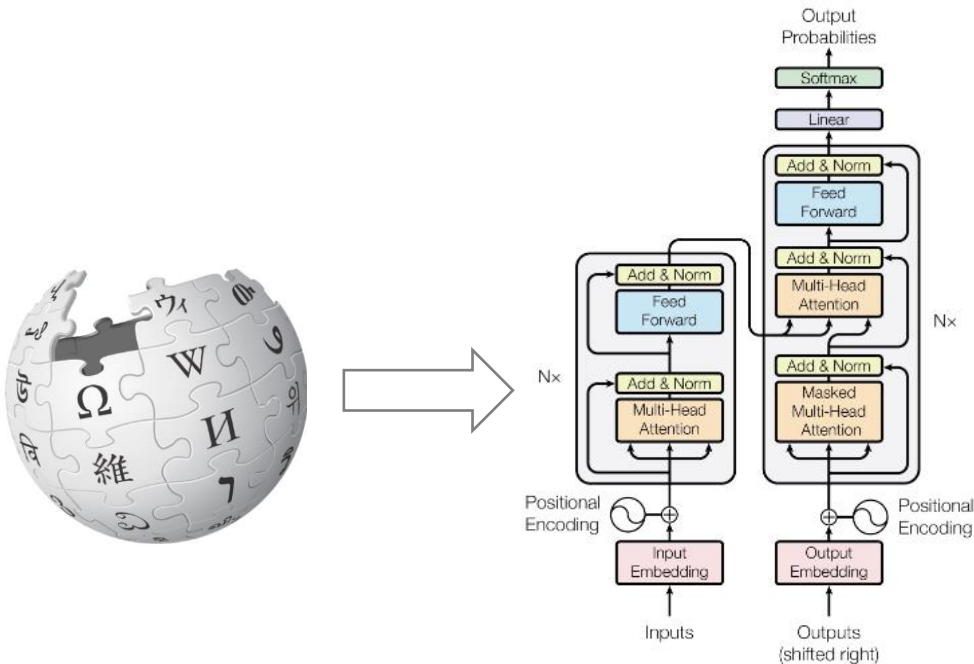 Ω
W
И
維
ウィ
Output
Probabilities
Softmax
Linear
Add & Norm
Feed
Forward
Add & Norm
Multi-Head
Attention
Nx
Add & Norm
Masked
Multi-Head
Attention
Add & Norm
Feed
Forward
Nx
Add & Norm
Multi-Head
Attention
Positional
Encoding
Positional
Encoding
Input
Embedding
Output
Embedding
Inputs
Outputs
(shifted right)